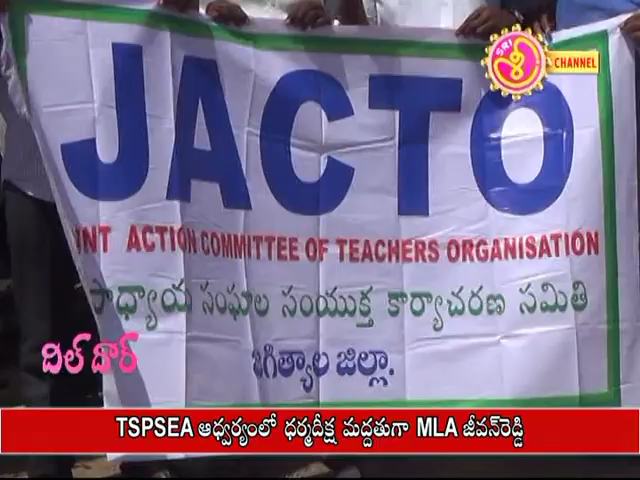 SRI
శ్రీ
CHANNEL
JACTO
INT ACTION COMMITTEE OF TEACHERS ORGANISATION
పాధ్యాయ సంఘాల సంయుక్త కార్యాచరణ సమితి
జగిత్యాల జిల్లా.
దిల్ దార్
TSPSEA ఆధ్వర్యంలో ధర్మదీక్ష మద్దతుగా MLA జీవన్‌రెడ్డి